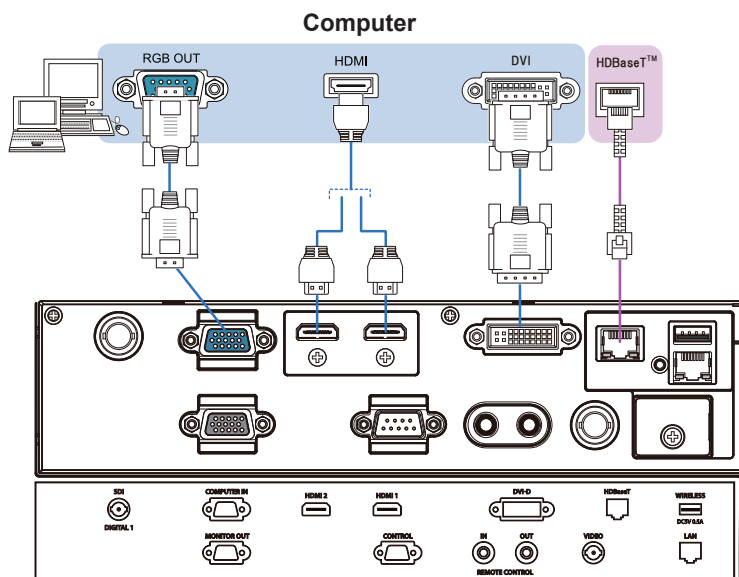 Computer
RGB OUT
HDMI
DVI
HDBaseT™
SDI
DIGITAL 1
COMPUTER IN
HDMI 2
HDMI 1
DVI-D
HDBaseT
WIRELESS
DC5V 0.5A
MONITOR OUT
CONTROL
IN
OUT
REMOTE CONTROL
VIDEO
LAN